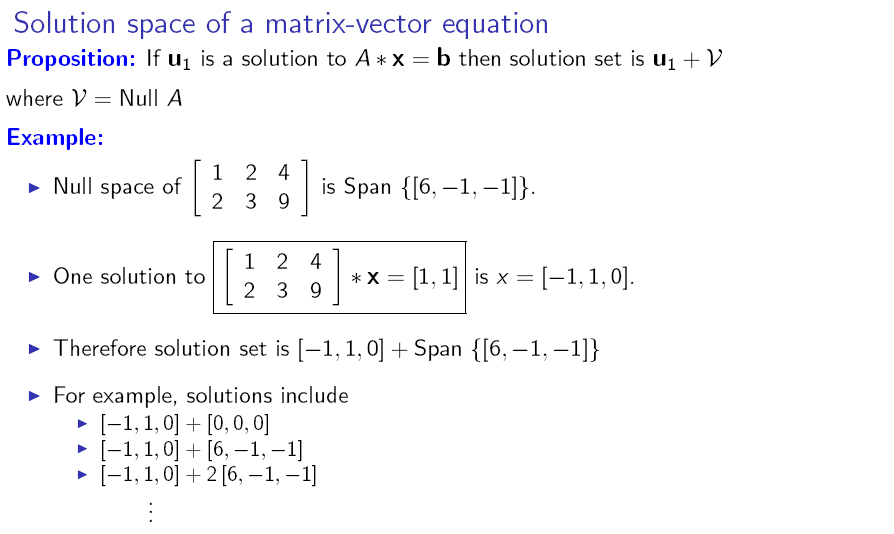 Solution space of a matrix-vector equation
Proposition: If u₁ is a solution to A ∗ x = b then solution set is u₁ + 𝒱
where 𝒱 = Null A
Example:
▶ Null space of [ 1 2 4 ; 2 3 9 ] is Span {[6, −1, −1]}.
▶ One solution to [ 1 2 4 ; 2 3 9 ] ∗ x = [1, 1] is x = [−1, 1, 0].
▶ Therefore solution set is [−1, 1, 0] + Span {[6, −1, −1]}
▶ For example, solutions include
▶ [−1, 1, 0] + [0, 0, 0]
▶ [−1, 1, 0] + [6, −1, −1]
▶ [−1, 1, 0] + 2 [6, −1, −1]
⋮